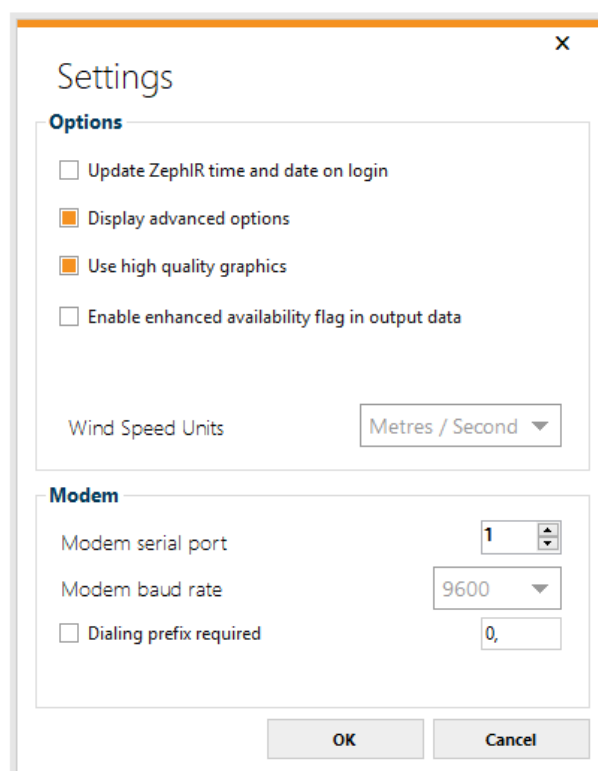 x
Settings
Options
Update ZephIR time and date on login
Display advanced options
Use high quality graphics
Enable enhanced availability flag in output data
Wind Speed Units Metres / Second
Modem
Modem serial port 1
Modem baud rate 9600
Dialing prefix required 0,
OK Cancel